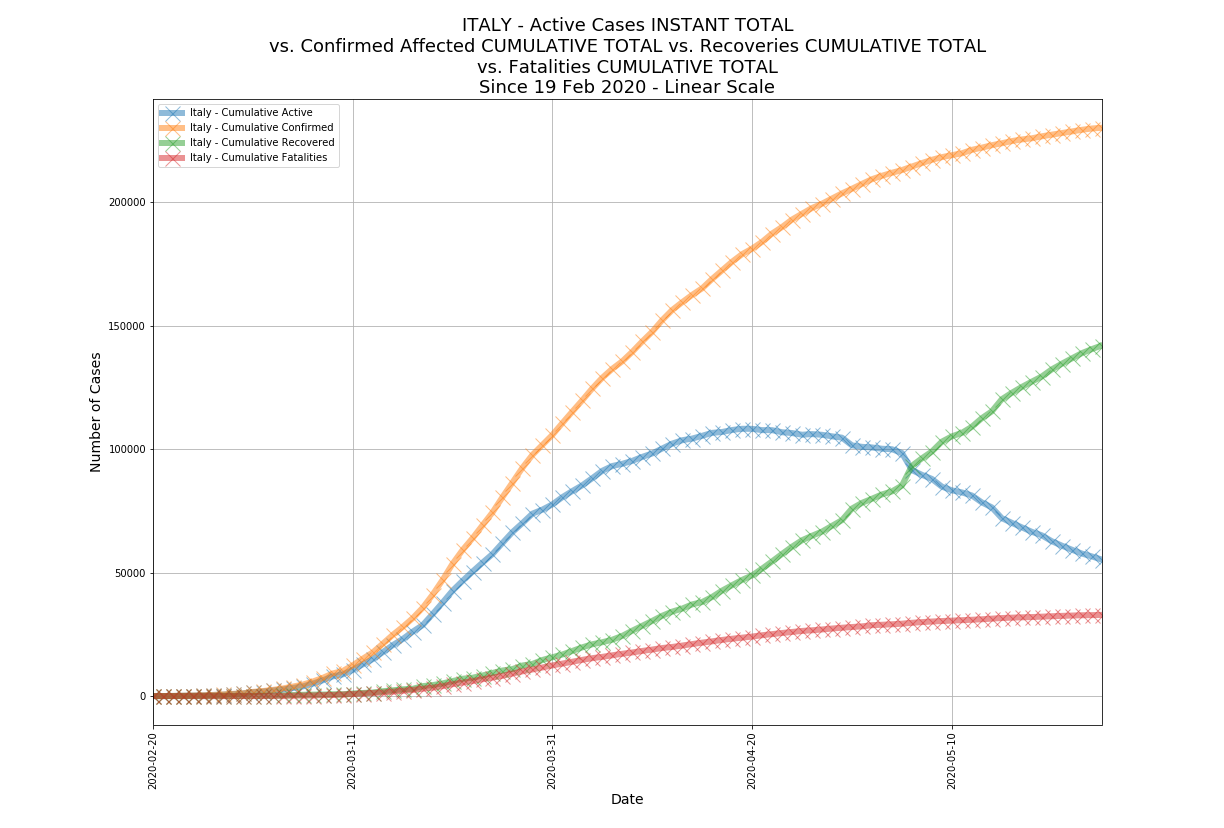 ITALY - Active Cases INSTANT TOTAL
vs. Confirmed Affected CUMULATIVE TOTAL vs. Recoveries CUMULATIVE TOTAL
vs. Fatalities CUMULATIVE TOTAL
Since 19 Feb 2020 - Linear Scale
Italy - Cumulative Active
Italy - Cumulative Confirmed
Italy - Cumulative Recovered
Italy - Cumulative Fatalities
Number of Cases
200000
150000
100000
50000
0
2020-02-20
2020-03-11
2020-03-31
2020-04-20
2020-05-10
Date